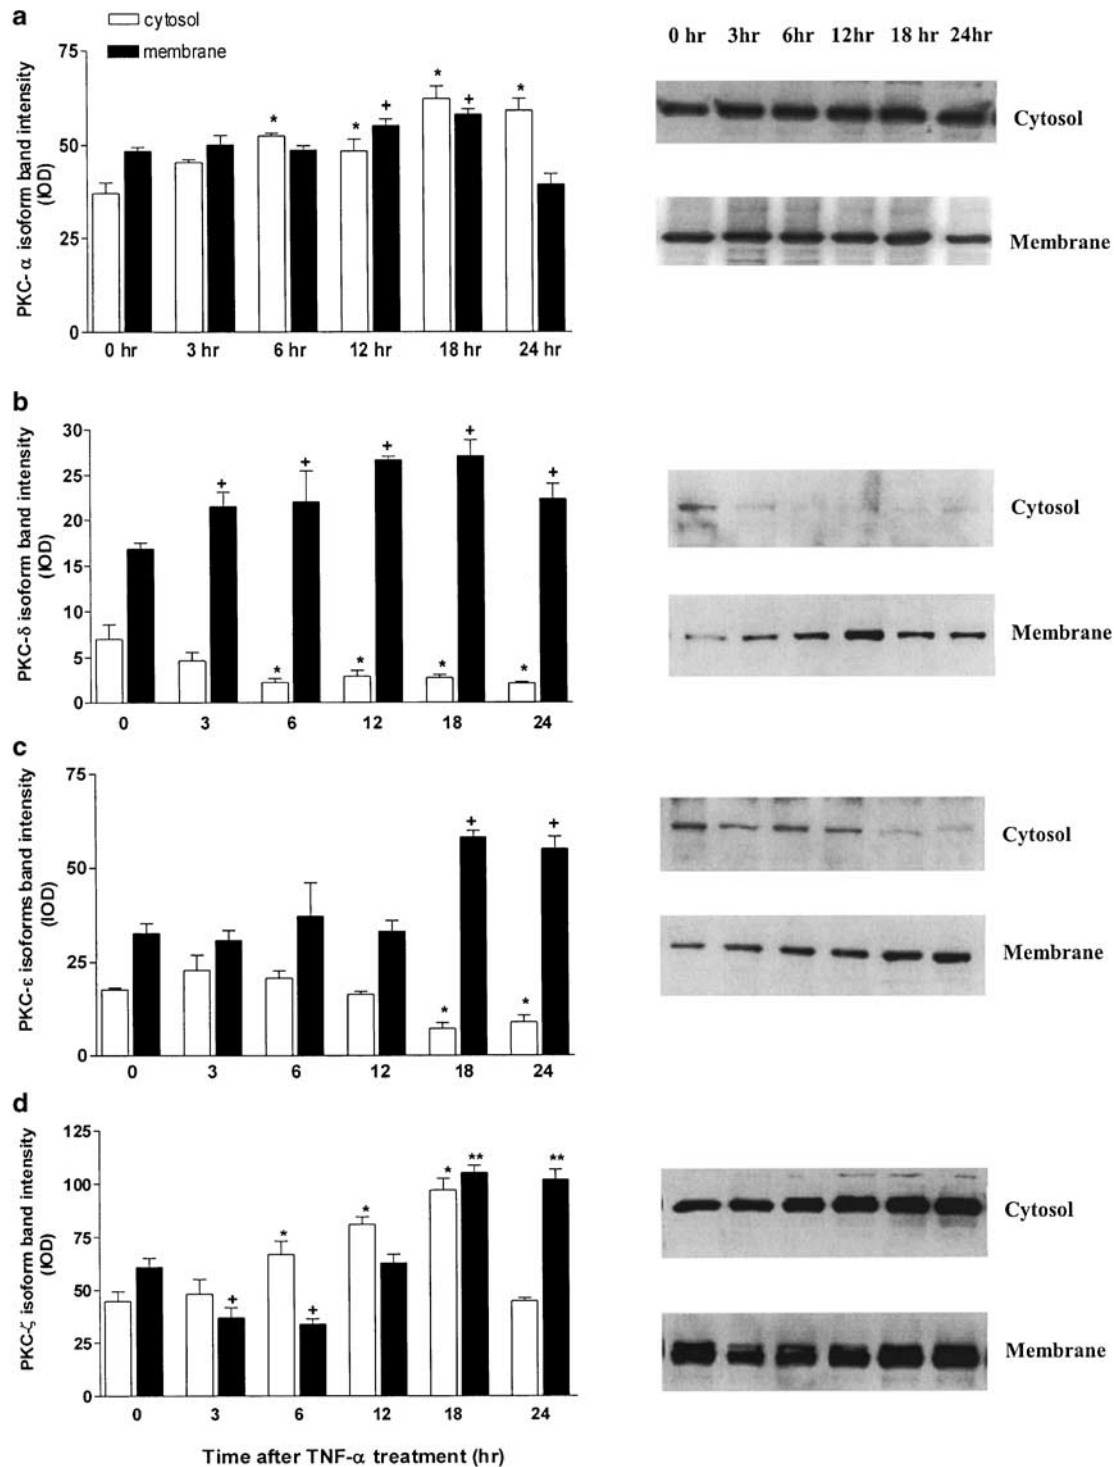 a
cytosol
membrane
PKC- α isoform band intensity
(IOD)
75
50
25
0
* * * *
+ +
0 hr 3 hr 6 hr 12 hr 18 hr 24 hr
0 hr 3hr 6hr 12hr 18 hr 24hr
Cytosol
Membrane
b
PKC-δ isoform band intensity
(IOD)
30
25
20
15
10
5
0
+ + + + +
* * * *
0 3 6 12 18 24
Cytosol
Membrane
c
PKC-ε isoforms band intensity
(IOD)
75
50
25
0
+ +
* *
0 3 6 12 18 24
Cytosol
Membrane
d
PKC-ζ isoform band intensity
(IOD)
125
100
75
50
25
0
+ * + * * ** **
0 3 6 12 18 24
Time after TNF-α treatment (hr)
Cytosol
Membrane